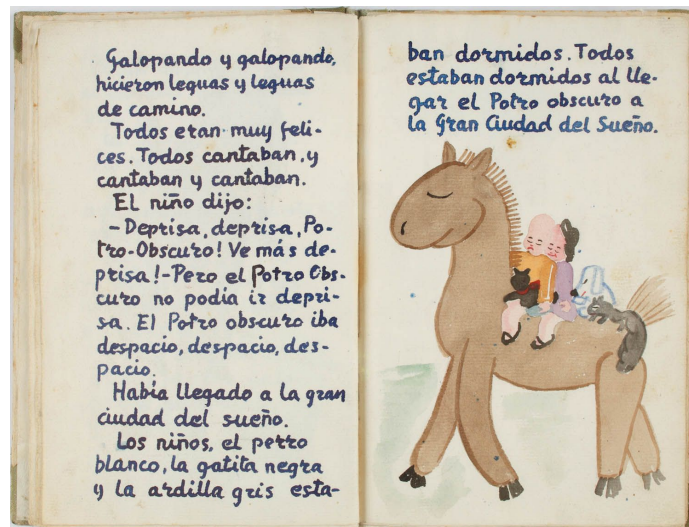 Galopando y galopando,
hicieron leguas y leguas
de camino.
Todos eran muy feli-
ces. Todos cantaban, y
cantaban y cantaban.
El niño dijo:
-Deprisa, deprisa, Po-
tro-Obscuro! Ve más de-
prisa!-Pero el Potro Obs-
curo no podía ir depri-
sa. El Potro obscuro iba
despacio, despacio, des-
pacio.
Había llegado a la gran
ciudad del sueño.
Los niños, el perro
blanco, la gatita negra
y la ardilla gris esta-
ban dormidos. Todos
estaban dormidos al lle-
gar el Potro obscuro a
la Gran Ciudad del Sueño.